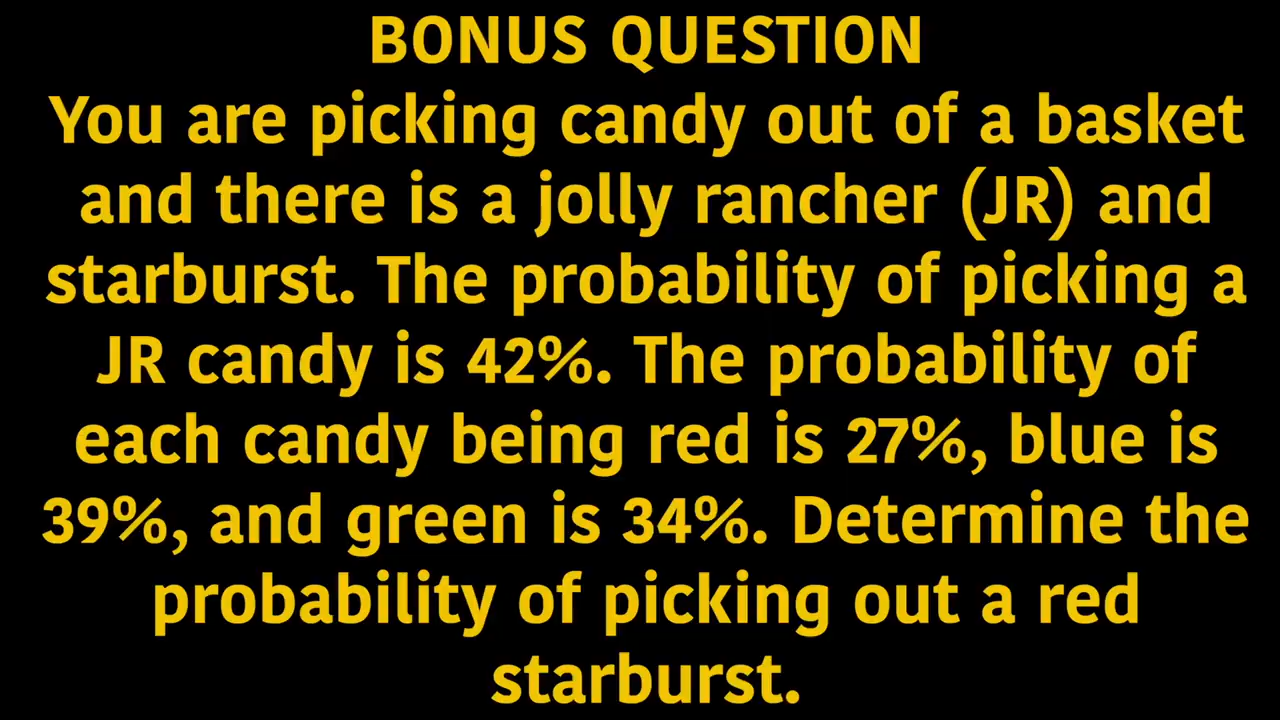 BONUS QUESTION
You are picking candy out of a basket
and there is a jolly rancher (JR) and
starburst. The probability of picking a
JR candy is 42%. The probability of
each candy being red is 27%, blue is
39%, and green is 34%. Determine the
probability of picking out a red
starburst.